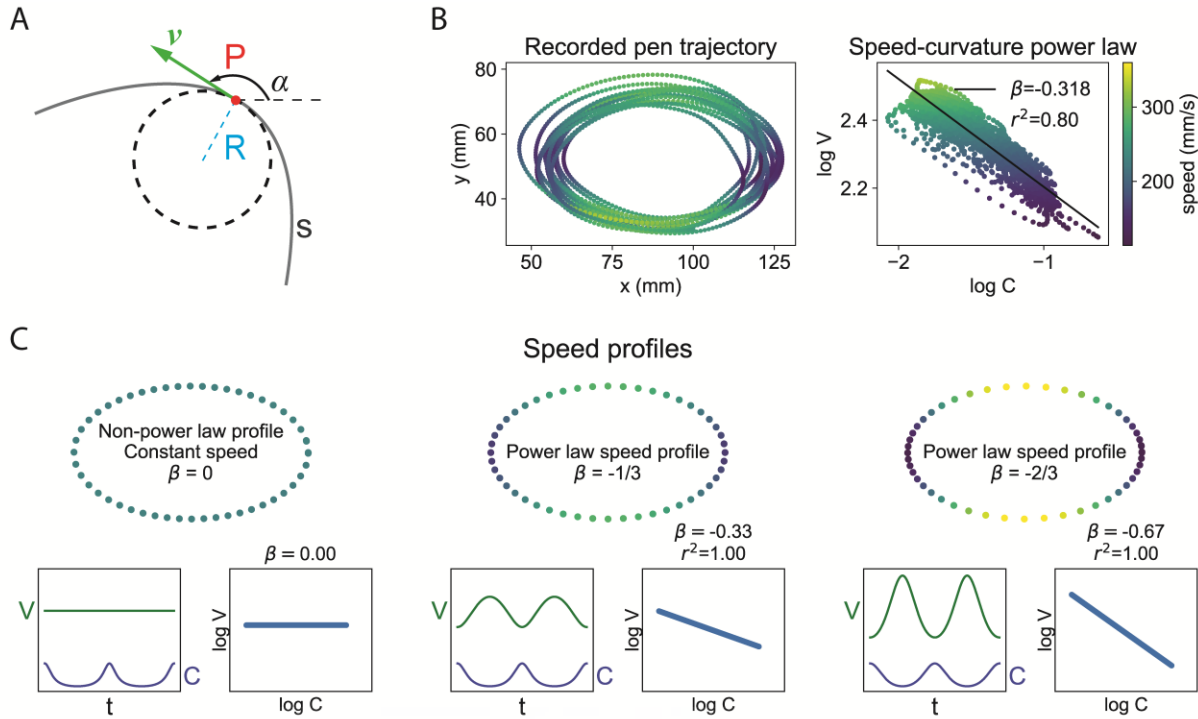 A
v
P
α
R
S
B
Recorded pen trajectory
80
60
40
y (mm)
50
75
100
125
x (mm)
Speed-curvature power law
β=-0.318
r²=0.80
2.4
2.2
log V
−2
−1
log C
300
200
speed (mm/s)
C
Speed profiles
Non-power law profile
Constant speed
β = 0
Power law speed profile
β = -1/3
Power law speed profile
β = -2/3
V
C
t
β = 0.00
log V
log C
V
C
t
β = -0.33
r²=1.00
log V
log C
V
C
t
β = -0.67
r²=1.00
log V
log C